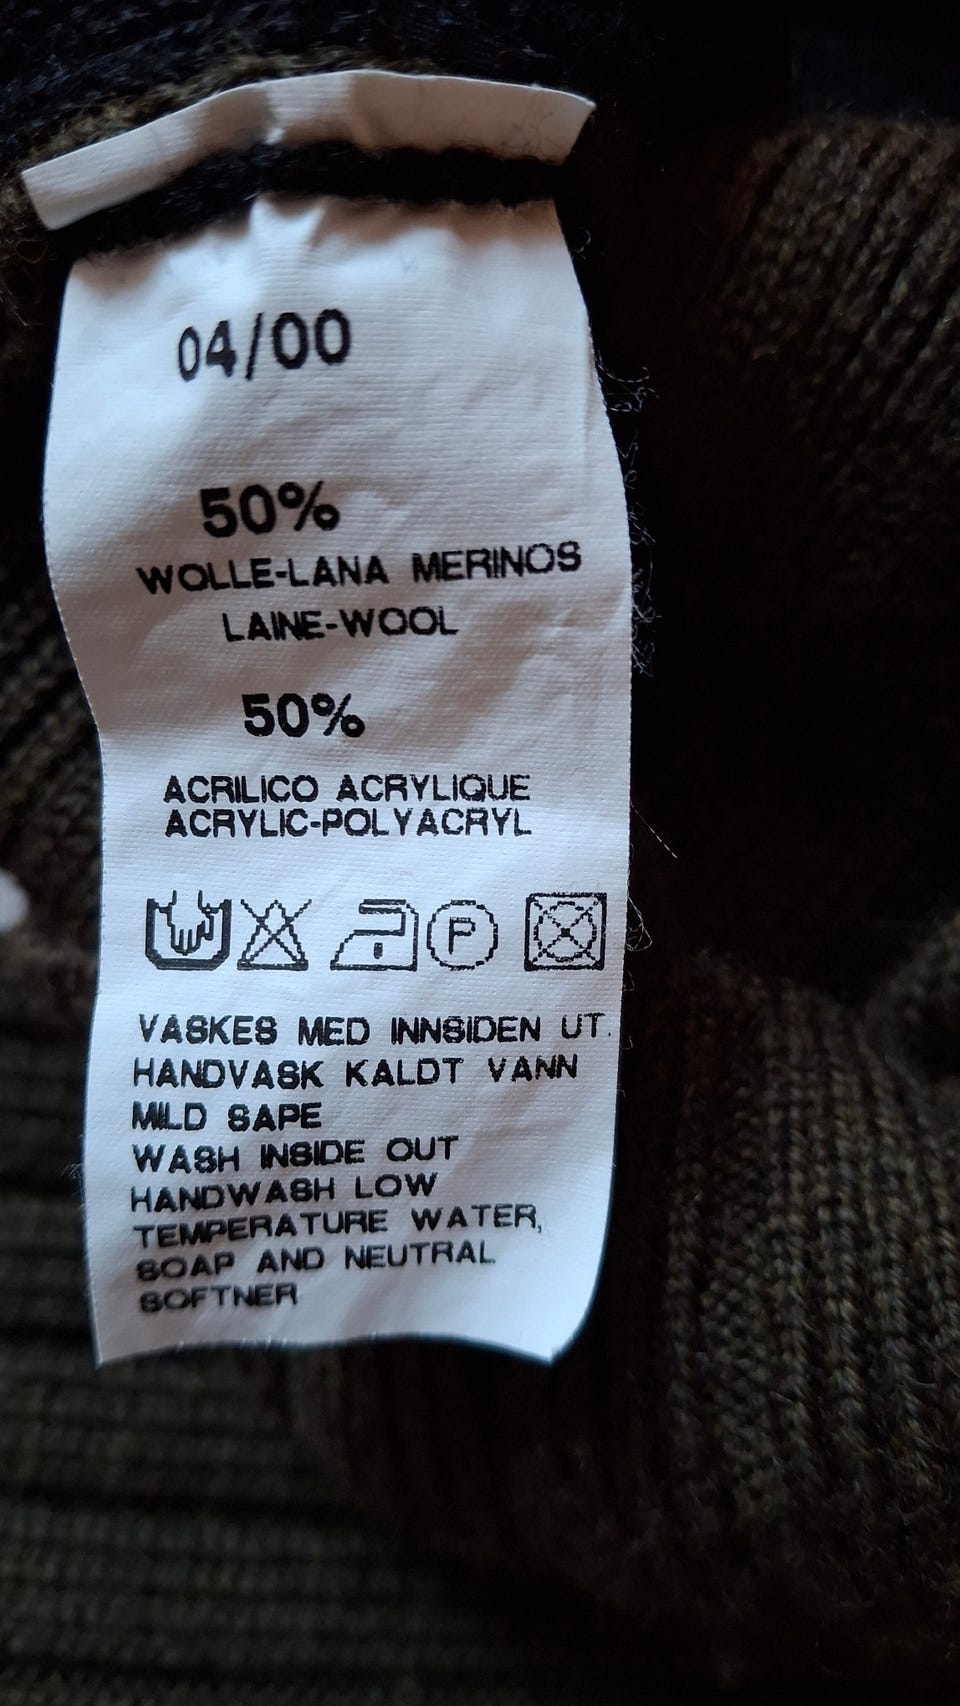 04/00
50%
WOLLE-LANA MERINOS
LAINE-WOOL
50%
ACRILICO ACRYLIQUE
ACRYLIC-POLYACRYL
P
VASKES MED INNSIDEN UT.
HANDVASK KALDT VANN
MILD SAPE
WASH INSIDE OUT
HANDWASH LOW
TEMPERATURE WATER,
SOAP AND NEUTRAL
SOFTNER